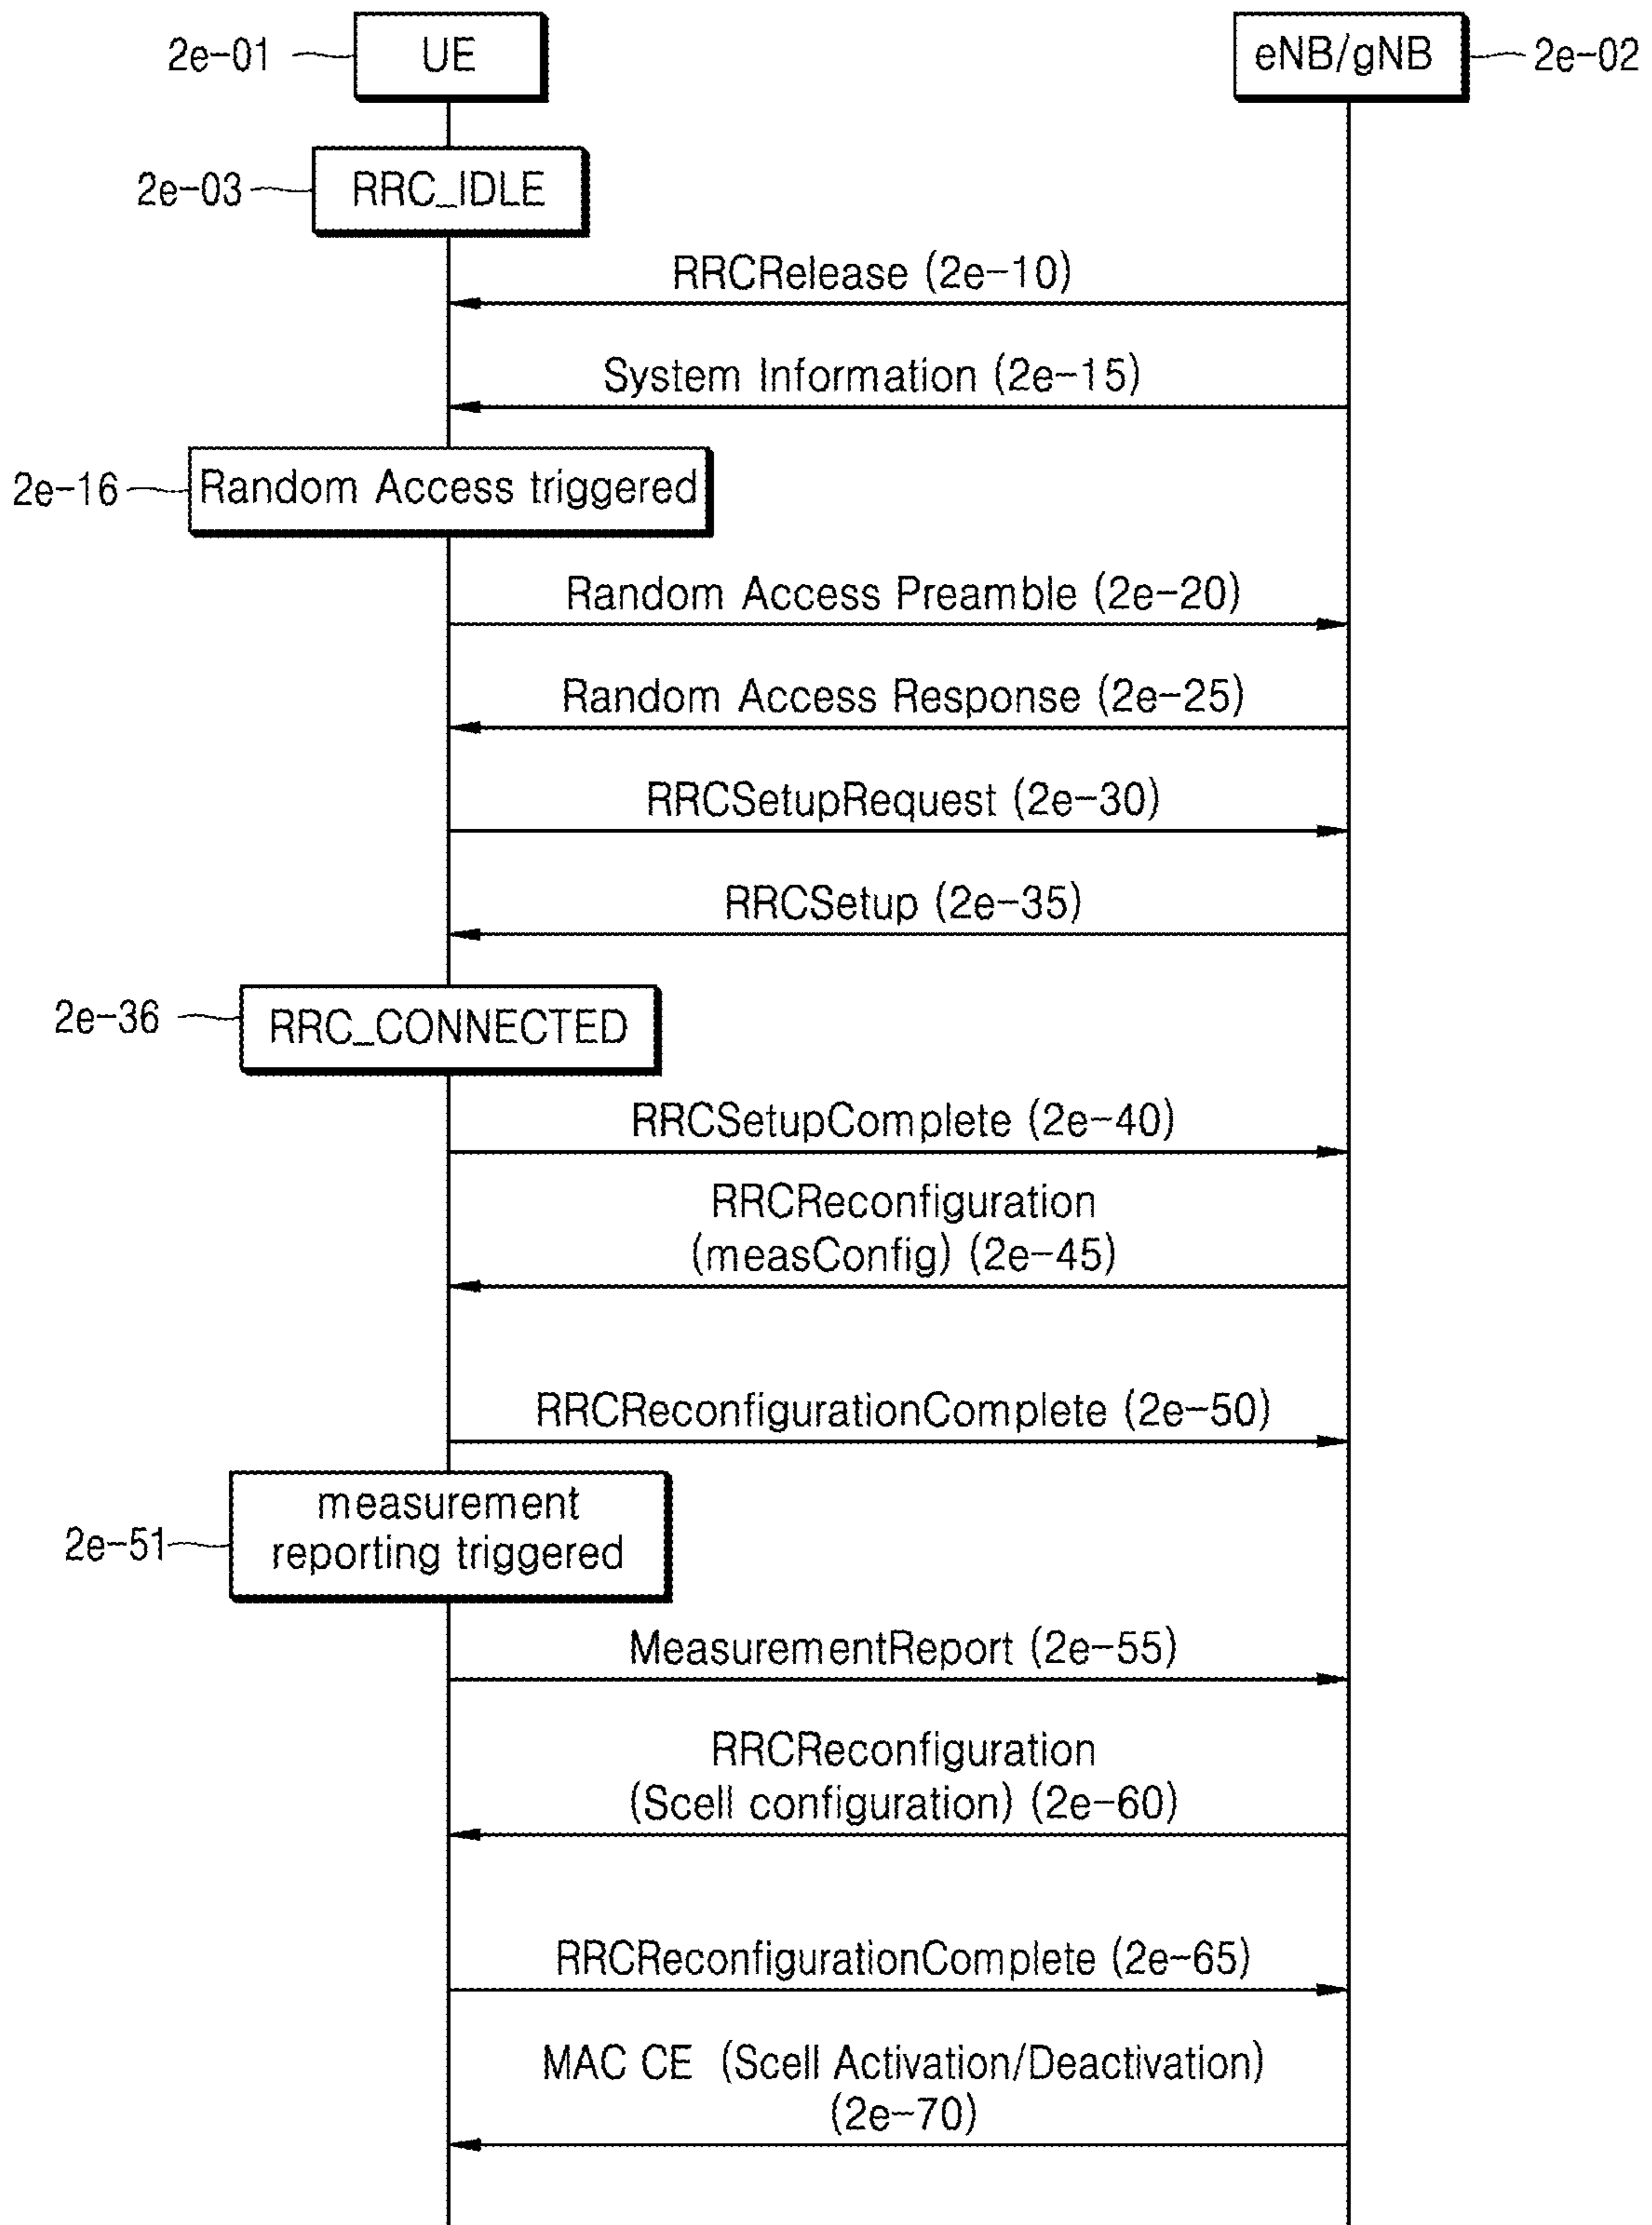 2e-01
UE
eNB/gNB
2e-02
2e-03
RRC_IDLE
RRCRelease (2e-10)
System Information (2e-15)
2e-16
Random Access triggered
Random Access Preamble (2e-20)
Random Access Response (2e-25)
RRCSetupRequest (2e-30)
RRCSetup (2e-35)
2e-36
RRC_CONNECTED
RRCSetupComplete (2e-40)
RRCReconfiguration
(measConfig) (2e-45)
RRCReconfigurationComplete (2e-50)
2e-51
measurement
reporting triggered
MeasurementReport (2e-55)
RRCReconfiguration
(Scell configuration) (2e-60)
RRCReconfigurationComplete (2e-65)
MAC CE (Scell Activation/Deactivation)
(2e-70)